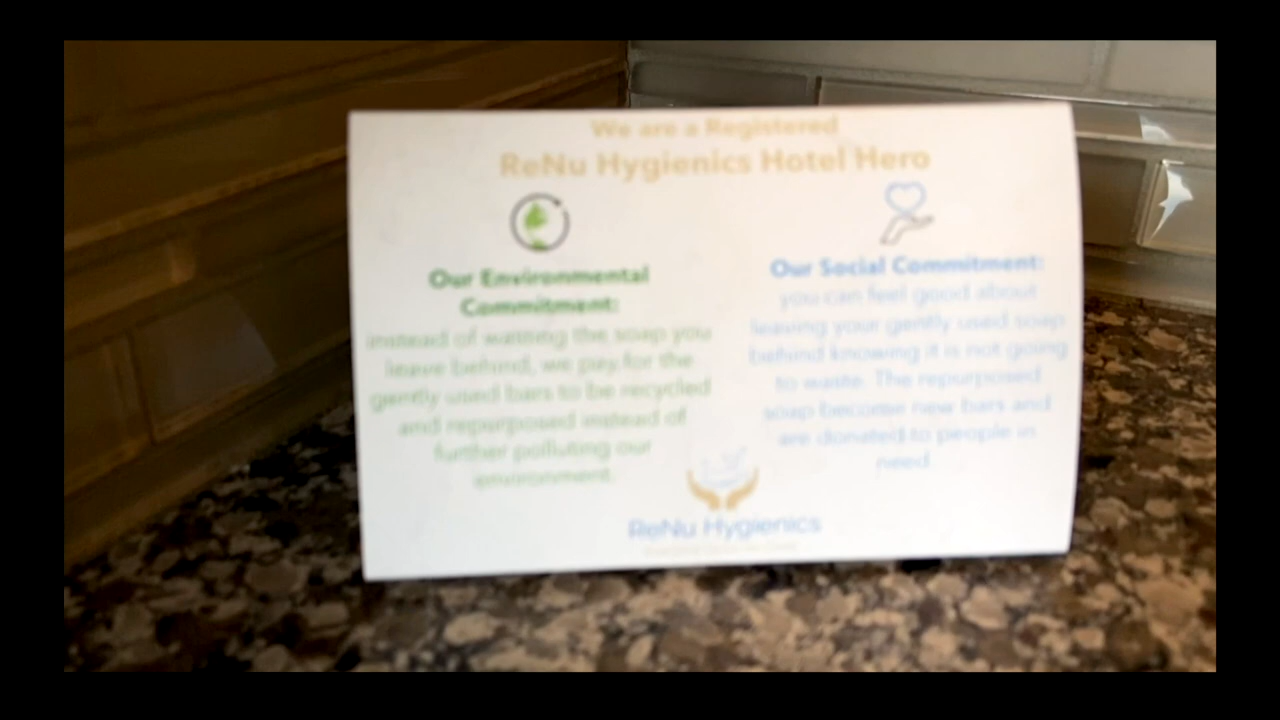 We are a Registered
ReNu Hygienics Hotel Hero
Our Environmental
Commitment:
instead of wasting the soap you
leave behind, we pay for the
gently used bars to be recycled
and repurposed instead of
further polluting our
environment.
Our Social Commitment:
you can feel good about
leaving your gently used soap
behind knowing it is not going
to waste. The repurposed
soap become new bars and
are donated to people in
need.
ReNu Hygienics